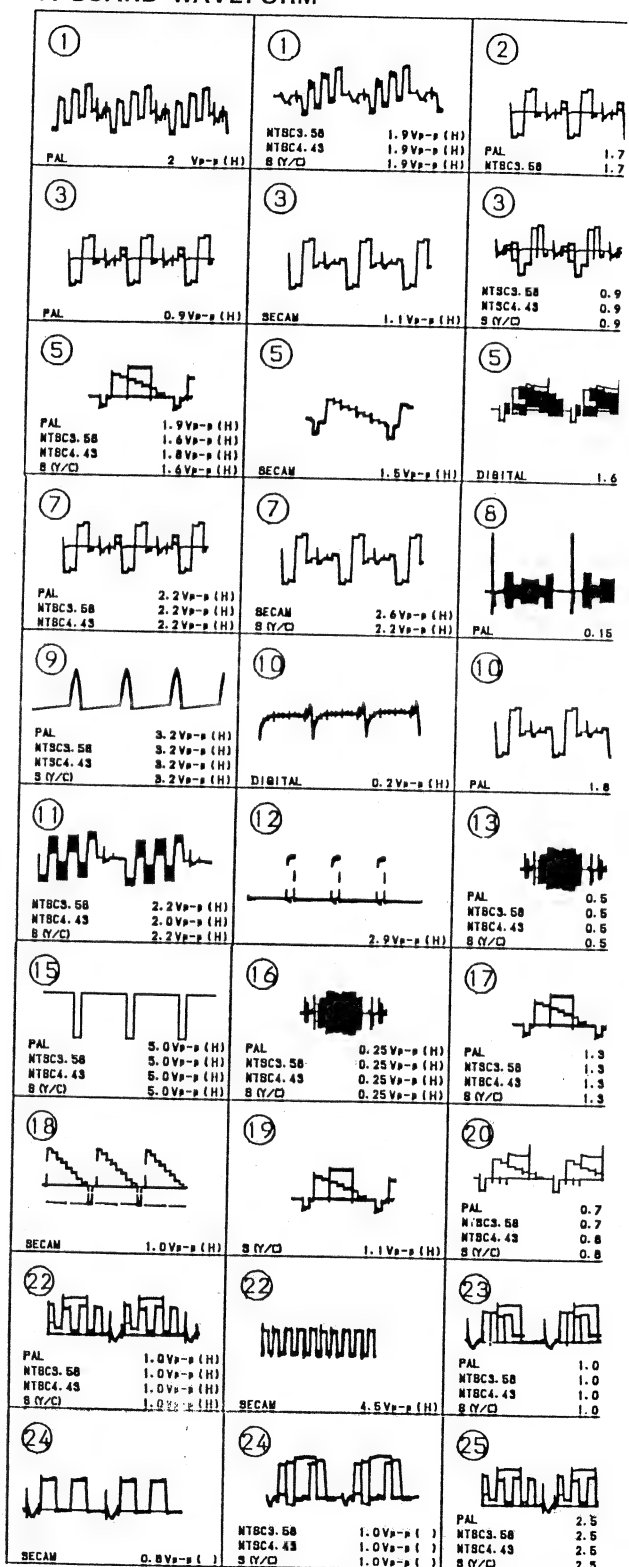 ①
PAL 2 Vp-p (H)
①
NTSC3.58 1.9Vp-p (H)
NTSC4.43 1.9Vp-p (H)
S (Y/C) 1.9Vp-p (H)
②
PAL 1.7
NTSC3.58 1.7
③
PAL 0.9Vp-p (H)
③
SECAM 1.1Vp-p (H)
③
NTSC3.58 0.9
NTSC4.43 0.9
S (Y/C) 0.9
⑤
PAL 1.9Vp-p (H)
NTSC3.58 1.6Vp-p (H)
NTSC4.43 1.8Vp-p (H)
S (Y/C) 1.6Vp-p (H)
⑤
SECAM 1.5Vp-p (H)
⑤
DIGITAL 1.6
⑦
PAL 2.2Vp-p (H)
NTSC3.58 2.2Vp-p (H)
NTSC4.43 2.2Vp-p (H)
⑦
SECAM 2.6Vp-p (H)
S (Y/C) 2.2Vp-p (H)
⑧
PAL 0.15
⑨
PAL 3.2Vp-p (H)
NTSC3.58 3.2Vp-p (H)
NTSC4.43 3.2Vp-p (H)
S (Y/C) 3.2Vp-p (H)
⑩
DIGITAL 0.2Vp-p (H)
⑩
PAL 1.8
⑪
NTSC3.58 2.2Vp-p (H)
NTSC4.43 2.0Vp-p (H)
S (Y/C) 2.2Vp-p (H)
⑫
2.9Vp-p (H)
⑬
PAL 0.5
NTSC3.58 0.5
NTSC4.43 0.5
S (Y/C) 0.5
⑮
PAL 5.0Vp-p (H)
NTSC3.58 5.0Vp-p (H)
NTSC4.43 5.0Vp-p (H)
S (Y/C) 5.0Vp-p (H)
⑯
PAL 0.25Vp-p (H)
NTSC3.58 0.25Vp-p (H)
NTSC4.43 0.25Vp-p (H)
S (Y/C) 0.25Vp-p (H)
⑰
PAL 1.3
NTSC3.58 1.3
NTSC4.43 1.3
S (Y/C) 1.3
⑱
SECAM 1.0Vp-p (H)
⑲
S (Y/C) 1.1Vp-p (H)
⑳
PAL 0.7
NTSC3.58 0.7
NTSC4.43 0.8
S (Y/C) 0.8
㉒
PAL 1.0Vp-p (H)
NTSC3.58 1.0Vp-p (H)
NTSC4.43 1.0Vp-p (H)
S (Y/C) 1.0Vp-p (H)
㉒
SECAM 4.5Vp-p (H)
㉓
PAL 1.0
NTSC3.58 1.0
NTSC4.43 1.0
S (Y/C) 1.0
㉔
SECAM 0.8Vp-p ( )
㉔
NTSC3.58 1.0Vp-p ( )
NTSC4.43 1.0Vp-p ( )
S (Y/C) 1.0Vp-p ( )
㉕
PAL 2.5
NTSC3.58 2.5
NTSC4.43 2.5
S (Y/C) 2.5